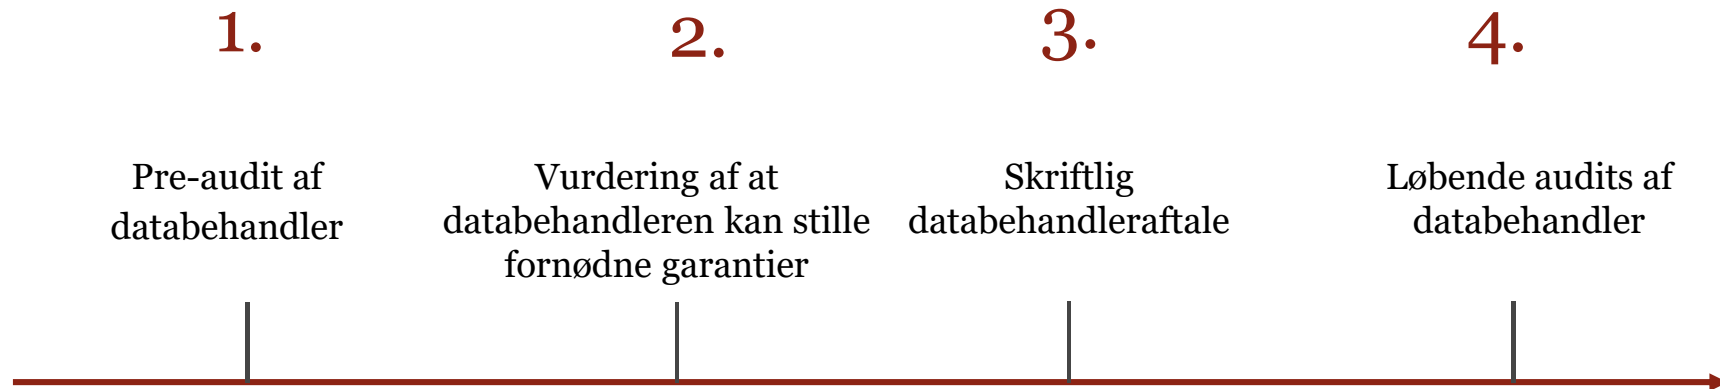 1.
Pre-audit af
databehandler
2.
Vurdering af at
databehandleren kan stille
fornødne garantier
3.
Skriftlig
databehandleraftale
4.
Løbende audits af
databehandler